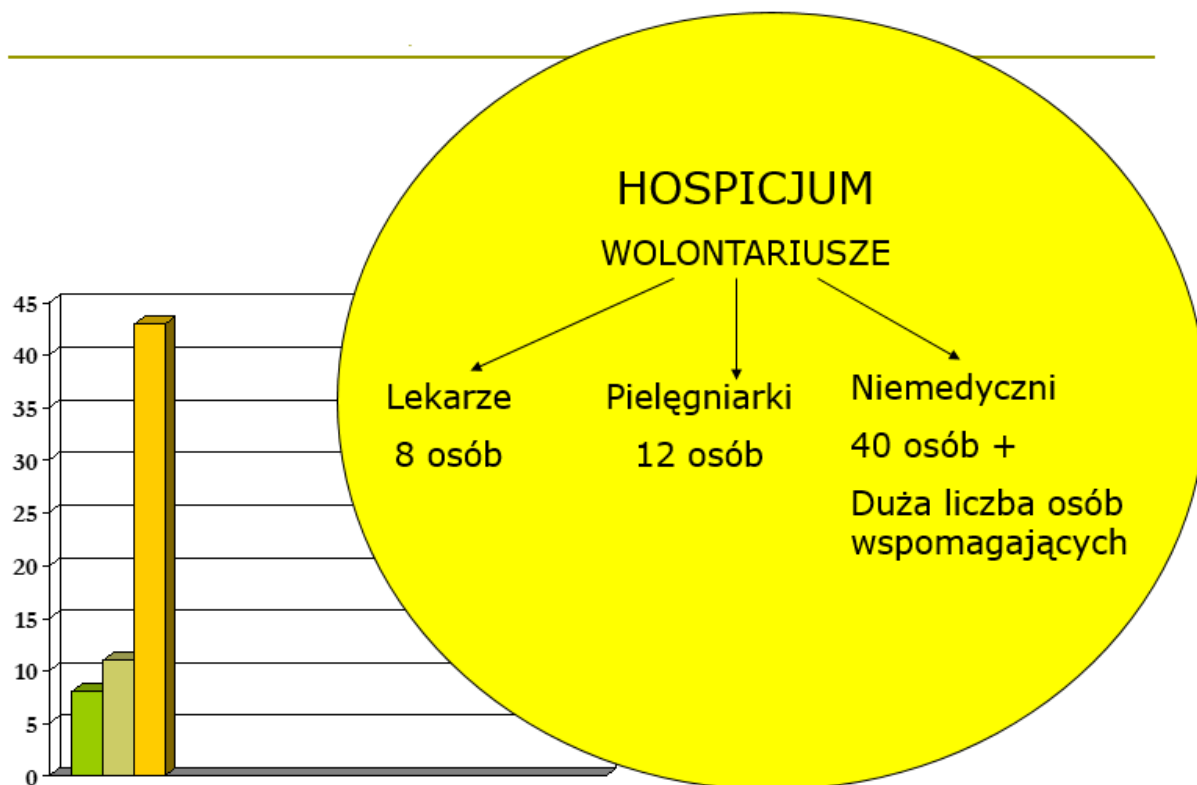 HOSPICJUM
WOLONTARIUSZE
Lekarze
8 osób
Pielęgniarki
12 osób
Niemedyczni
40 osób +
Duża liczba osób
wspomagających
45
40
35
30
25
20
15
10
5
0